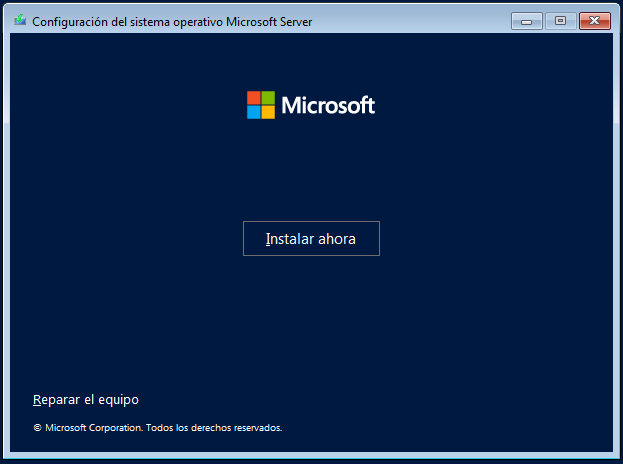 Configuración del sistema operativo Microsoft Server
Microsoft
Instalar ahora
Reparar el equipo
© Microsoft Corporation. Todos los derechos reservados.